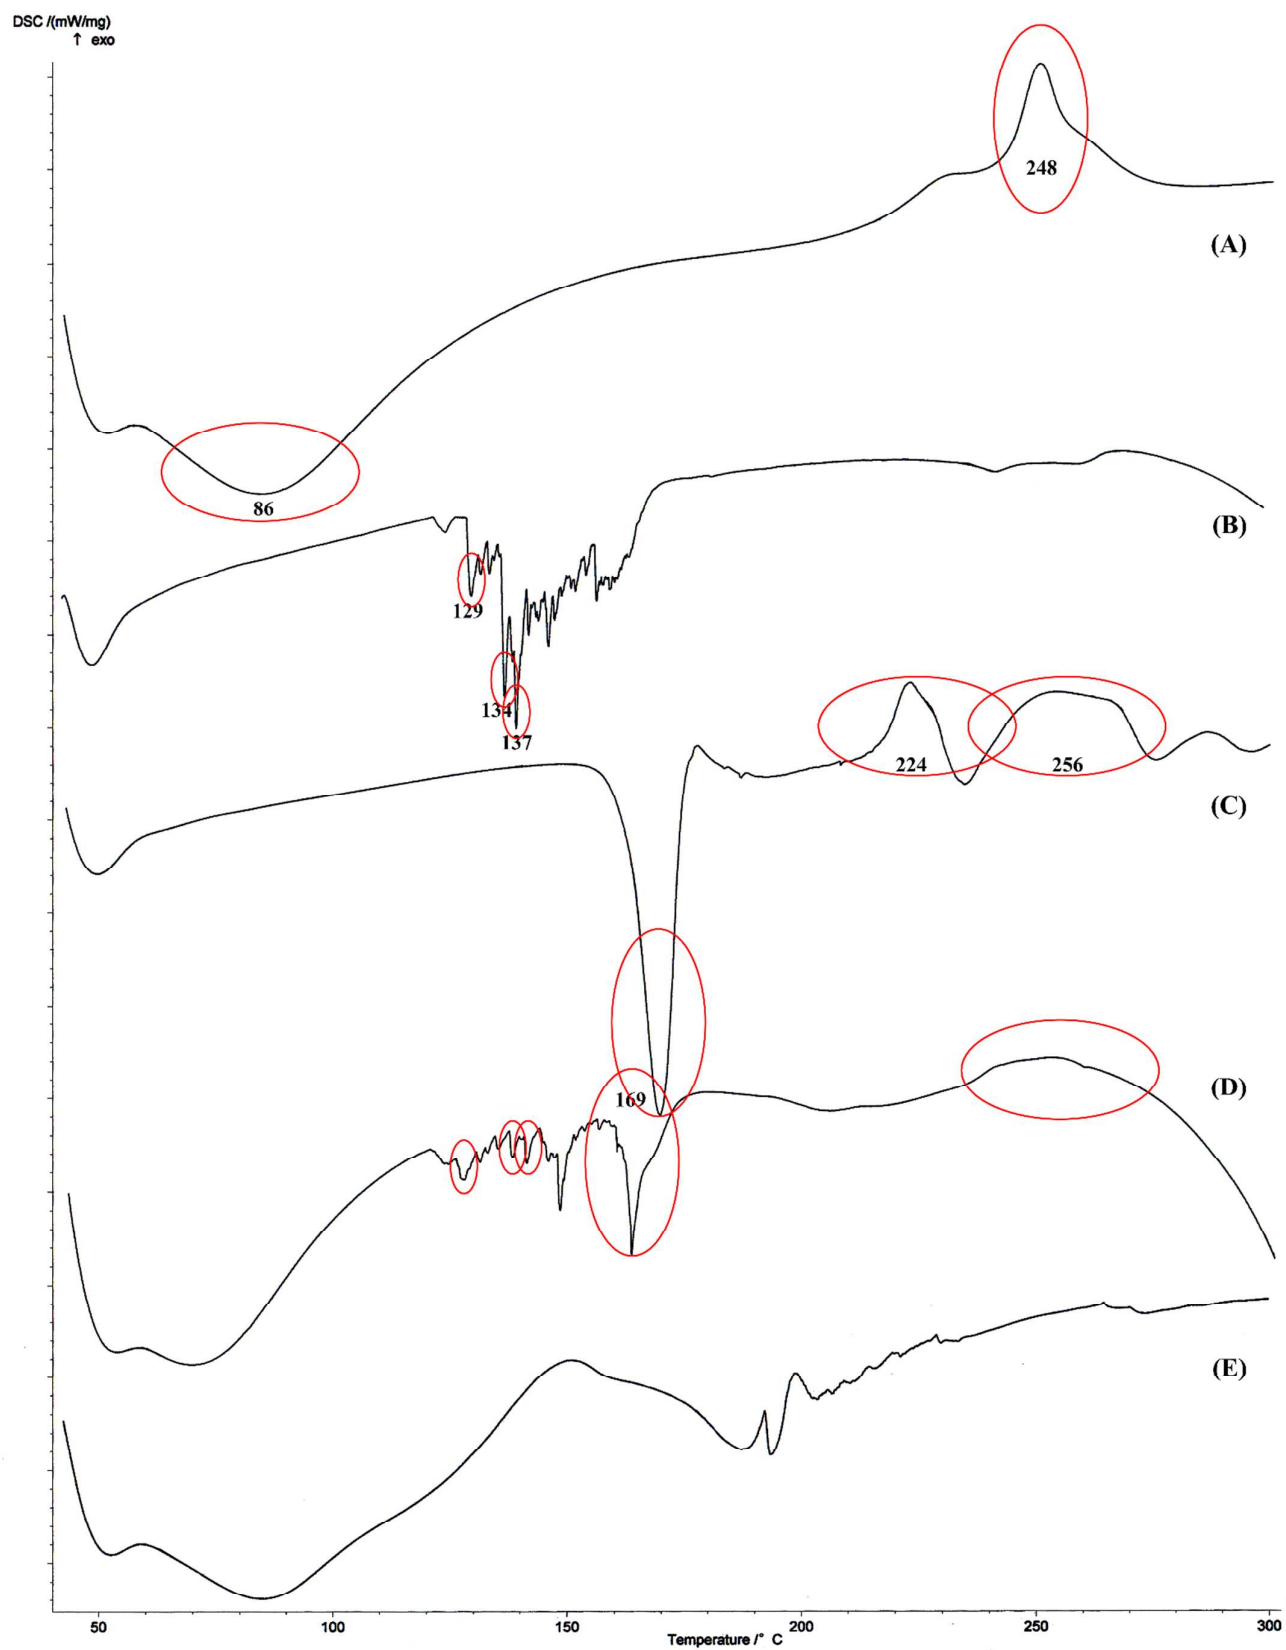 DSC /(mW/mg)
↑ exo
248
(A)
86
(B)
129
134
137
224
256
(C)
169
(D)
(E)
50
100
150
200
250
300
Temperature /° C